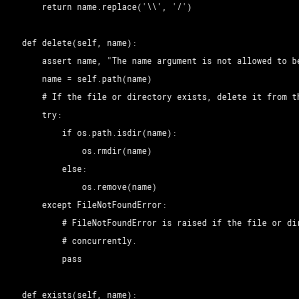 return name.replace('\\', '/')
def delete(self, name):
assert name, "The name argument is not allowed to be
name = self.path(name)
# If the file or directory exists, delete it from th
try:
if os.path.isdir(name):
os.rmdir(name)
else:
os.remove(name)
except FileNotFoundError:
# FileNotFoundError is raised if the file or dir
# concurrently.
pass
def exists(self, name):